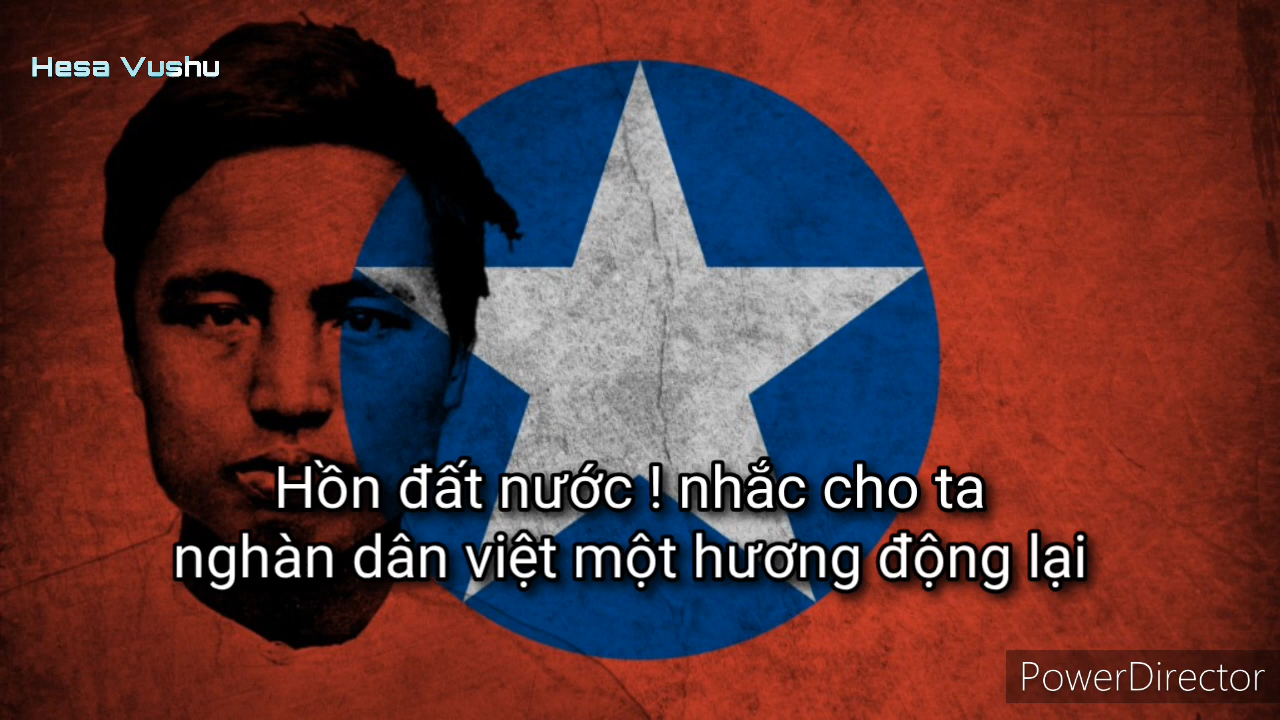 Hesa Vushu
Hồn đất nước ! nhắc cho ta
nghàn dân việt một hương động lại
PowerDirector